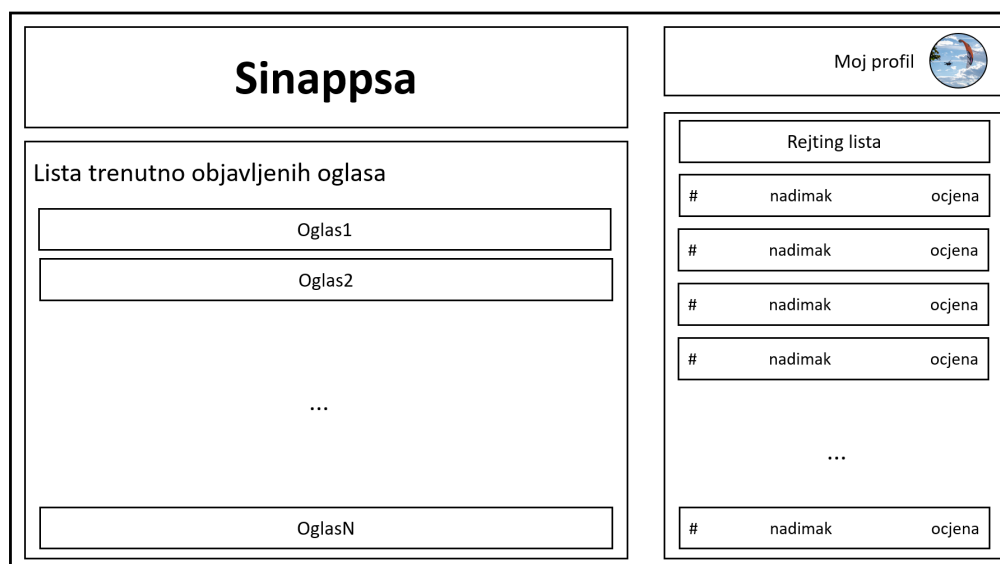 Sinappsa
Moj profil
Lista trenutno objavljenih oglasa
Oglas1
Oglas2
...
OglasN
Rejting lista
# nadimak ocjena
# nadimak ocjena
# nadimak ocjena
# nadimak ocjena
...
# nadimak ocjena